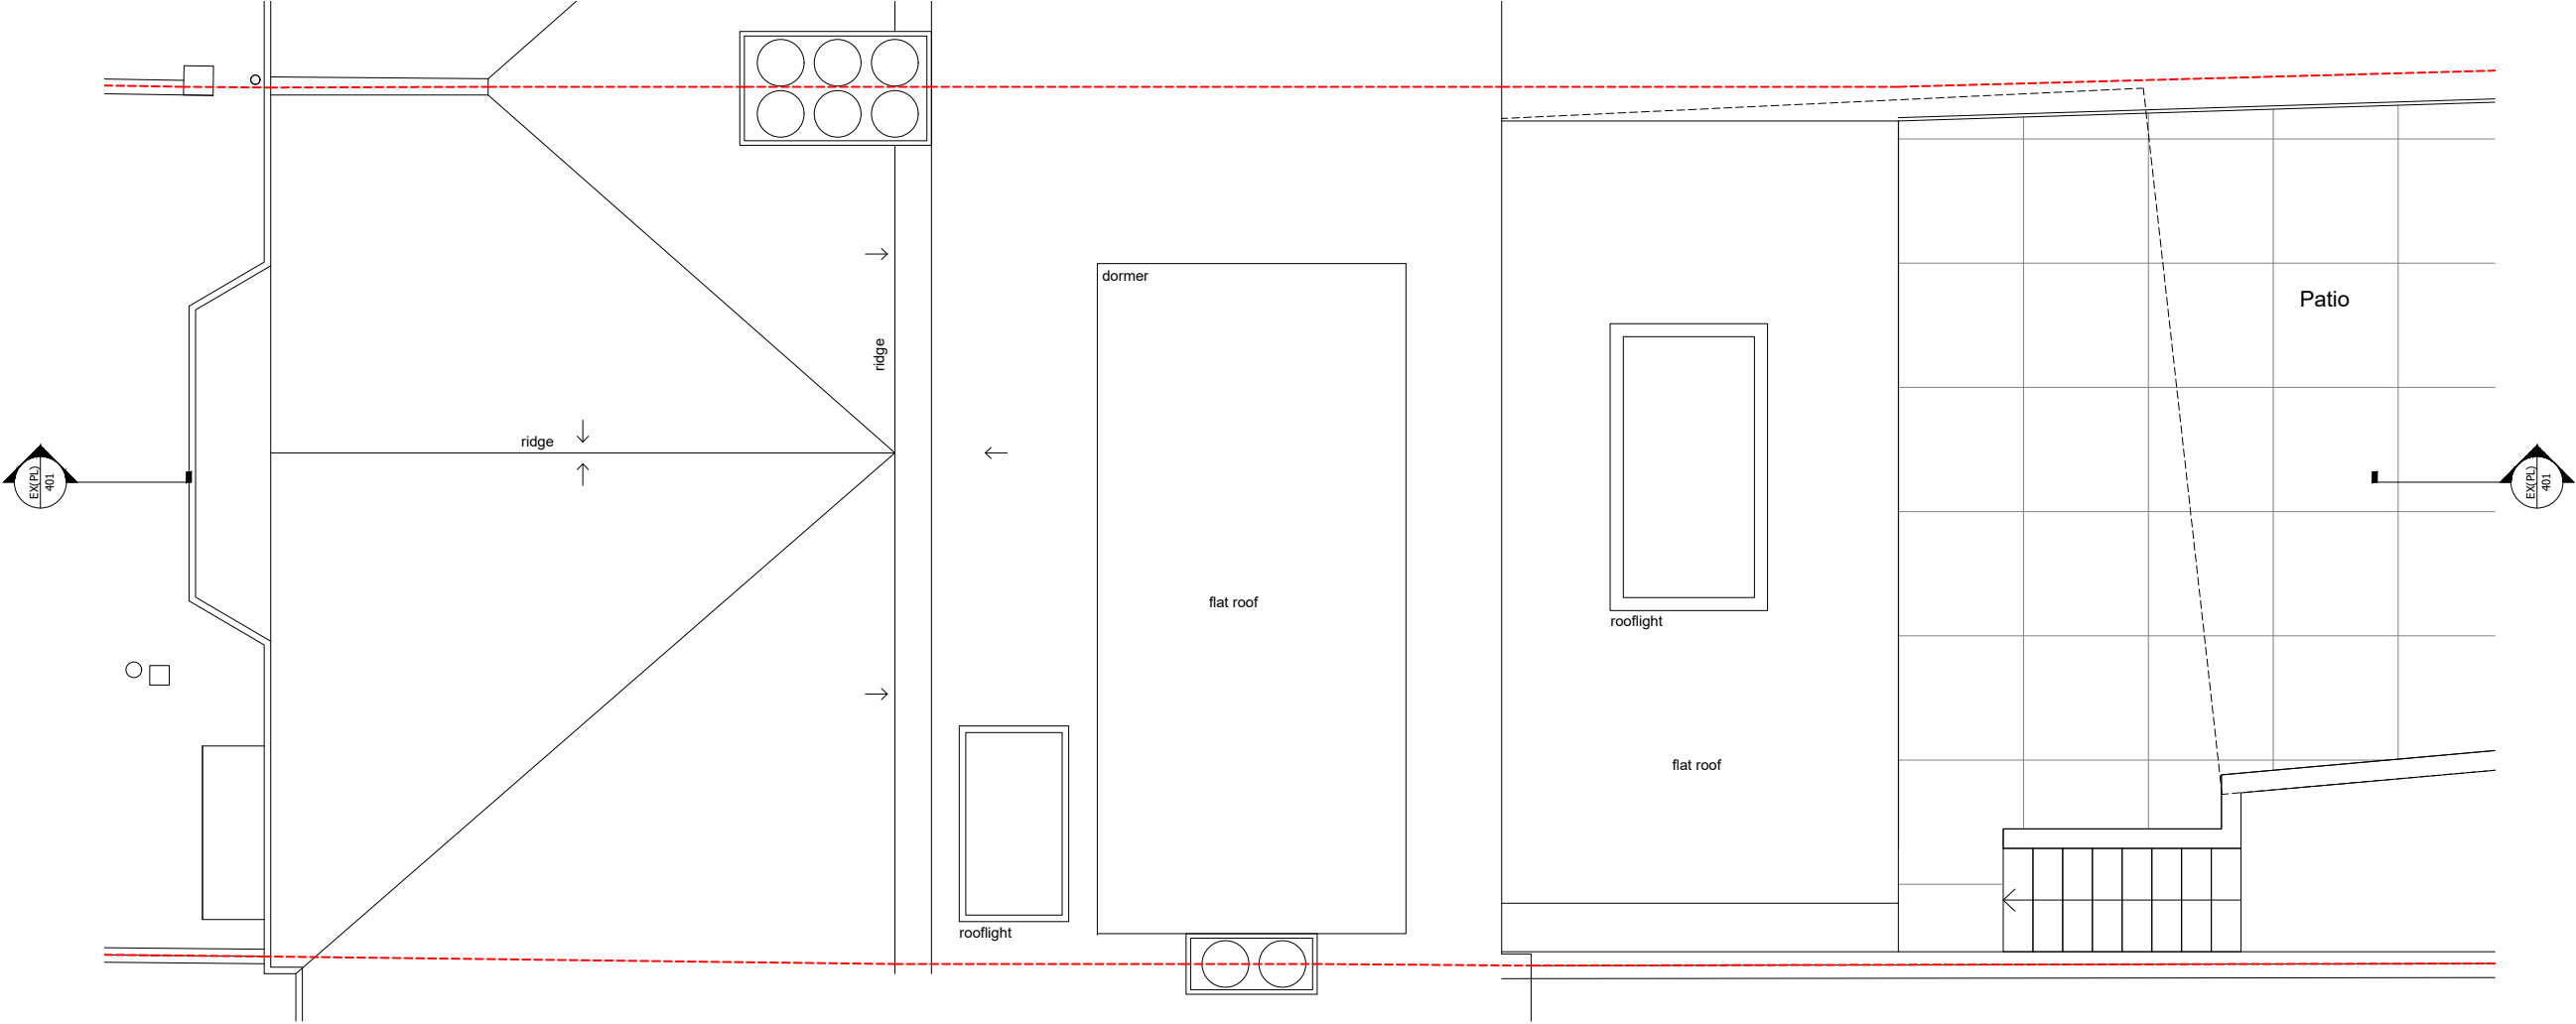 dormer
Patio
ridge
ridge
EX(PL)
401
EX(PL)
401
flat roof
rooflight
flat roof
rooflight